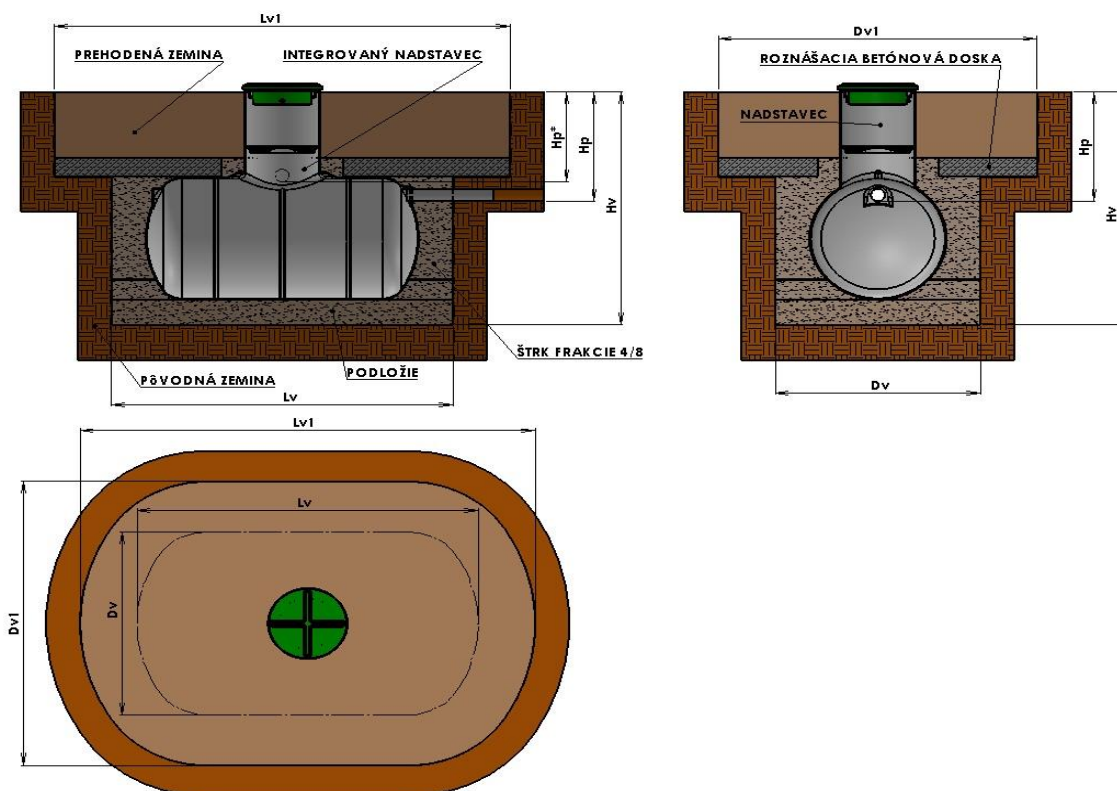 Lv1
PREHODENÁ ZEMINA
INTEGROVANÝ NADSTAVEC
Hp*
Hp
Hv
ŠTRK FRAKCIE 4/8
PÔVODNÁ ZEMINA
PODLOŽIE
Lv
Dv1
ROZNÁŠACIA BETÓNOVÁ DOSKA
NADSTAVEC
Hp
Hv
Dv
Lv1
Lv
Dv
Dv1